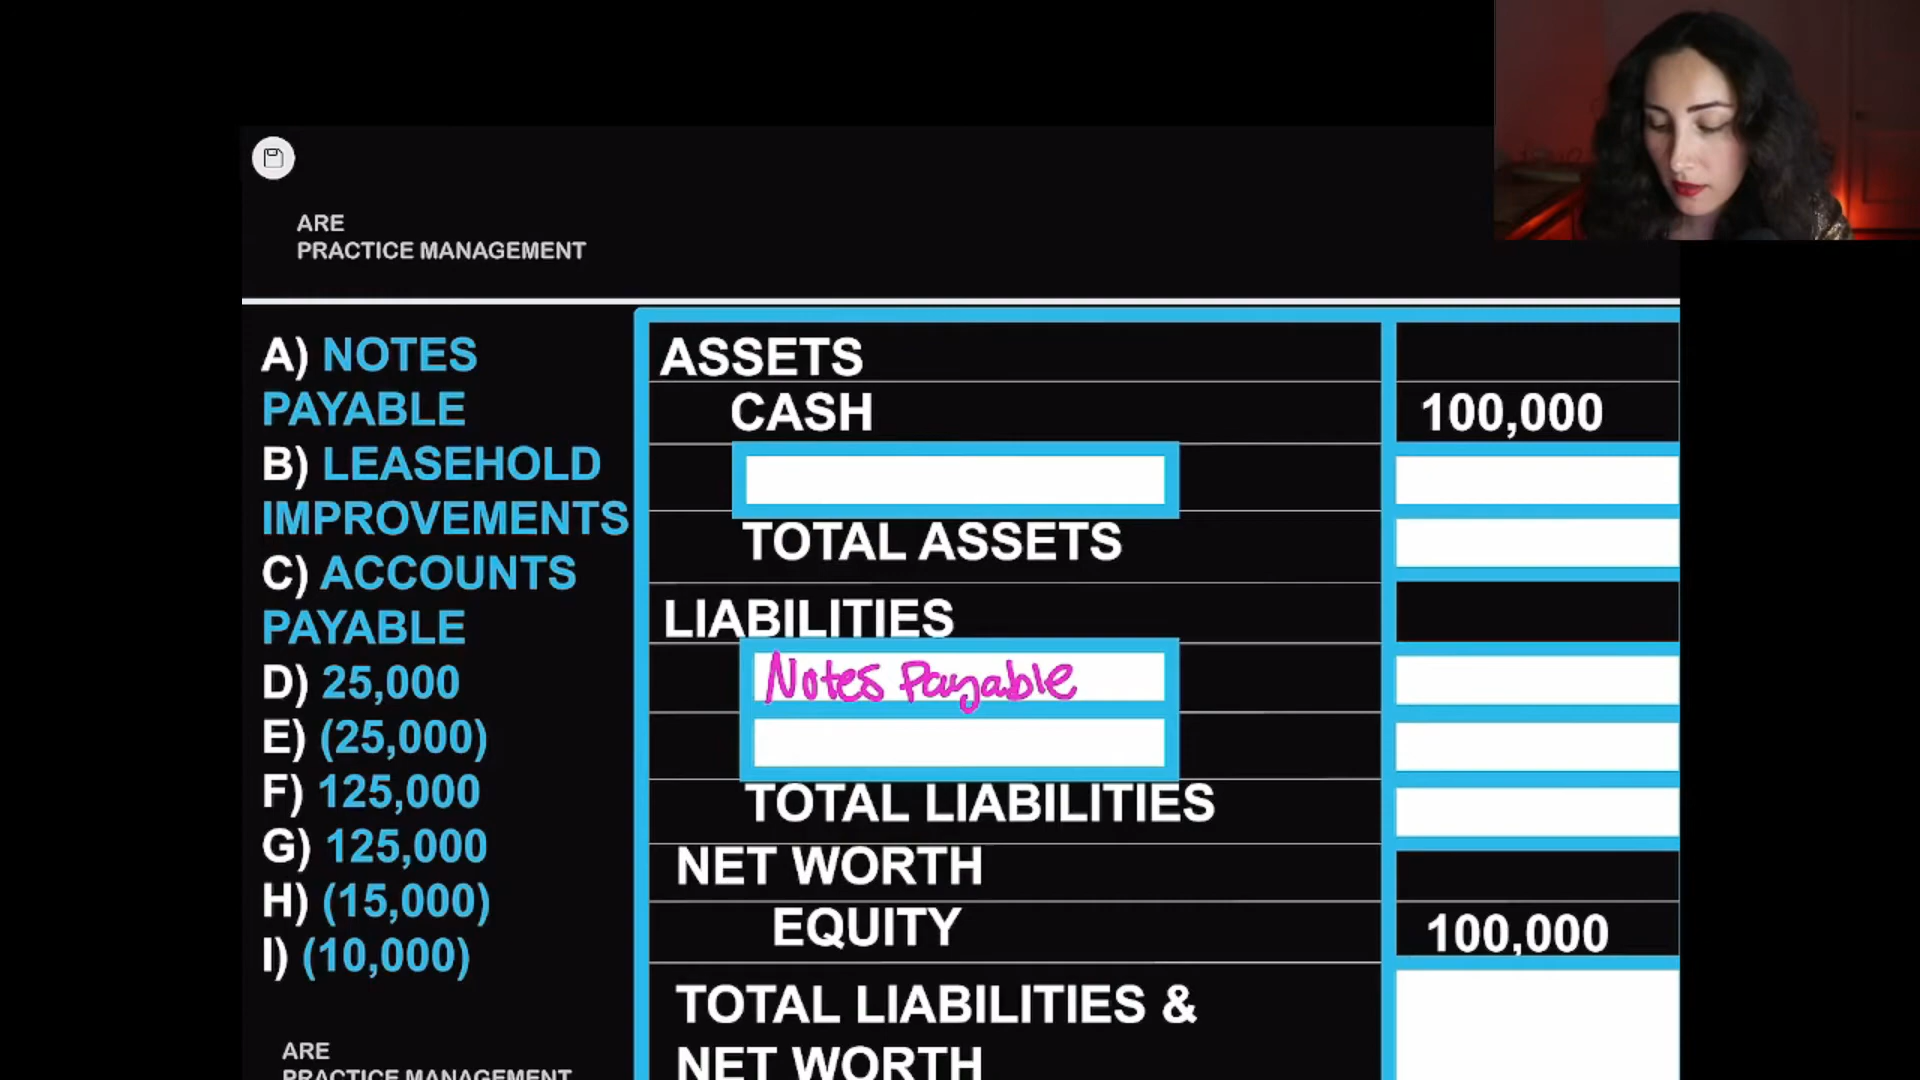 ARE
PRACTICE MANAGEMENT
A) NOTES
PAYABLE
B) LEASEHOLD
IMPROVEMENTS
C) ACCOUNTS
PAYABLE
D) 25,000
E) (25,000)
F) 125,000
G) 125,000
H) (15,000)
I) (10,000)
ARE
PRACTICE MANAGEMENT
ASSETS
CASH 100,000
TOTAL ASSETS
LIABILITIES
Notes Payable
TOTAL LIABILITIES
NET WORTH
EQUITY 100,000
TOTAL LIABILITIES &
NET WORTH